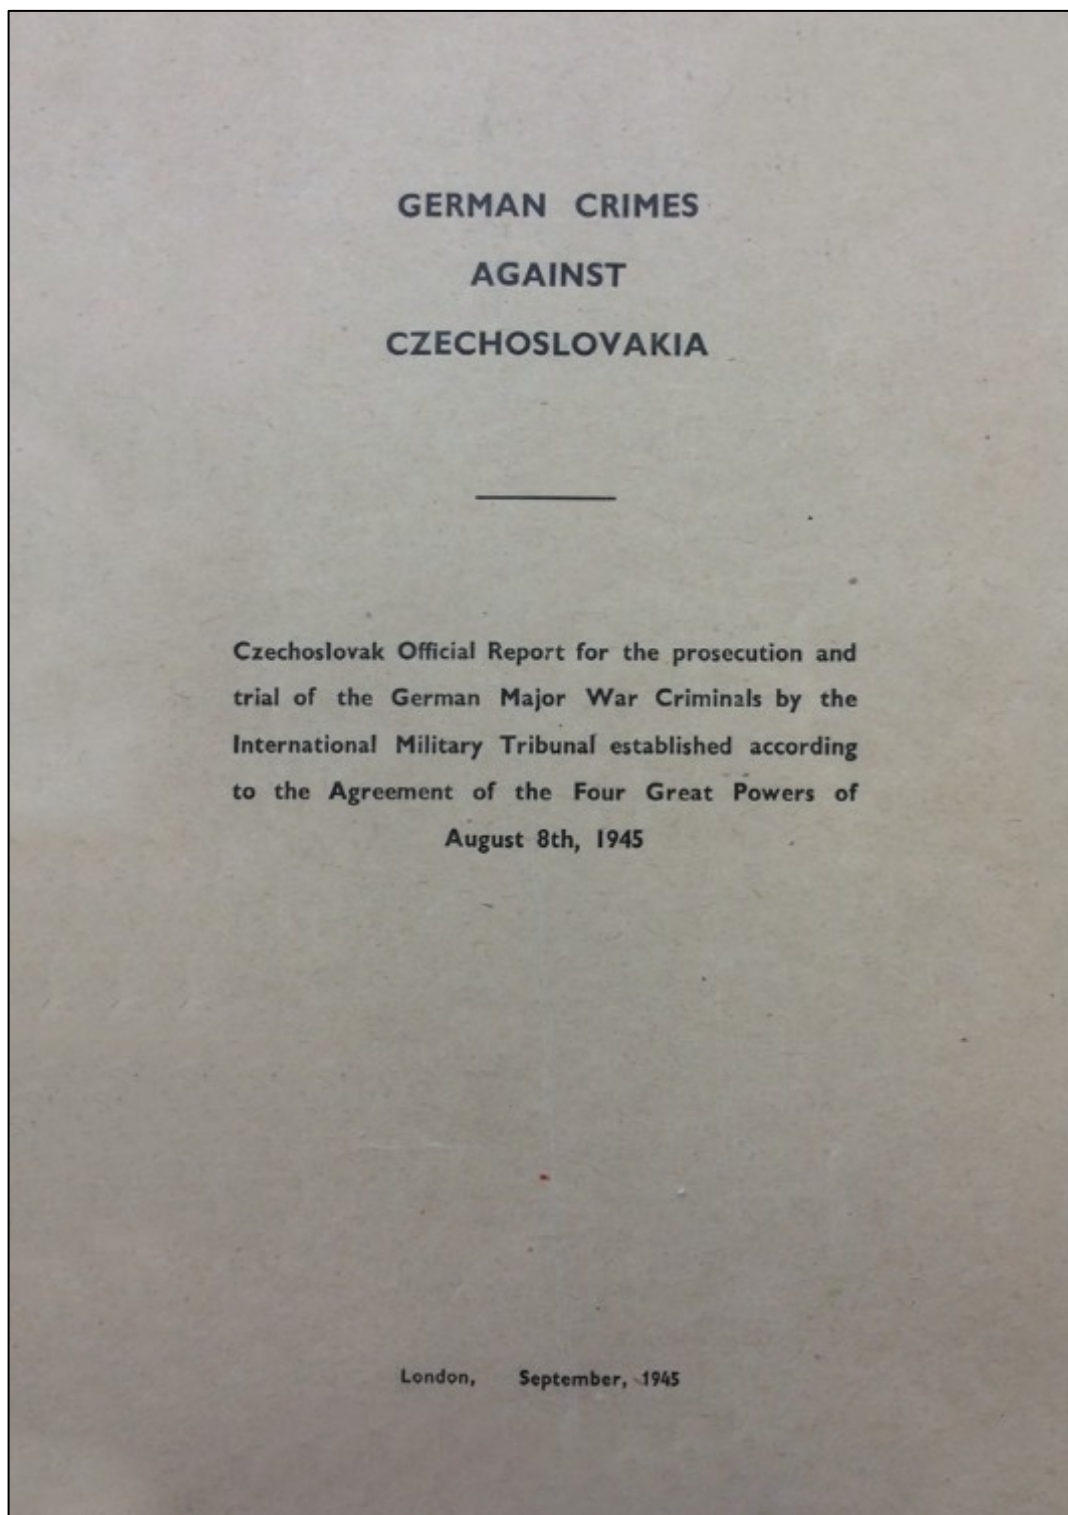 GERMAN CRIMES
AGAINST
CZECHOSLOVAKIA
Czechoslovak Official Report for the prosecution and
trial of the German Major War Criminals by the
International Military Tribunal established according
to the Agreement of the Four Great Powers of
August 8th, 1945
London, September, 1945